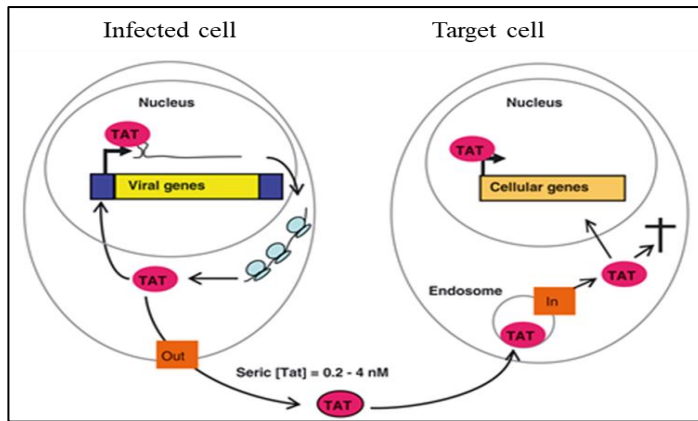 Infected cell
Target cell
Nucleus
TAT
Viral genes
TAT
Out
Seric [Tat] = 0.2 - 4 nM
TAT
Nucleus
TAT
Cellular genes
TAT
Endosome
In
TAT